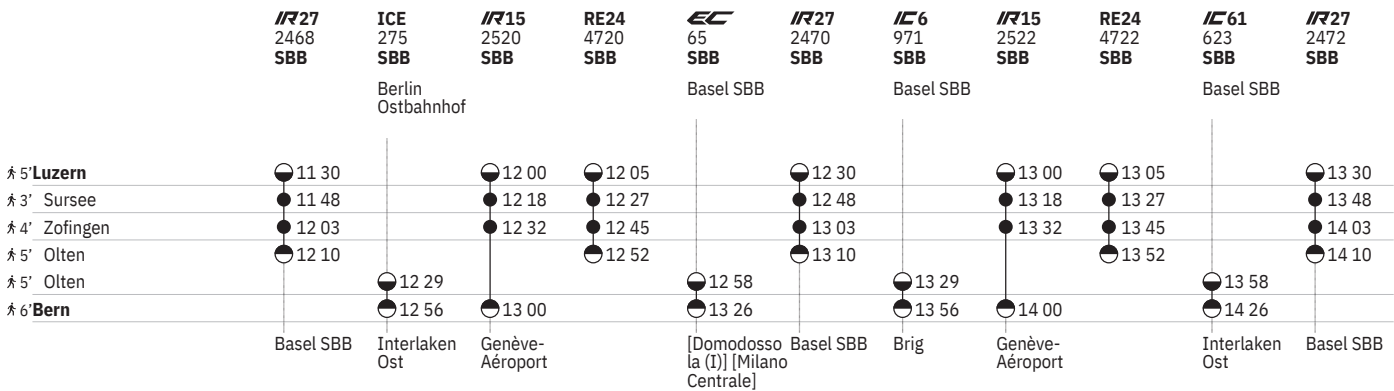 IR27 ICE IR15 RE24 EC IR27 IC6 IR15 RE24 IC61 IR27
2468 275 2520 4720 65 2470 971 2522 4722 623 2472
SBB SBB SBB SBB SBB SBB SBB SBB SBB SBB SBB
Berlin Basel SBB Basel SBB Basel SBB
Ostbahnhof
5' Luzern 11 30 12 00 12 05 12 30 13 00 13 05 13 30
3' Sursee 11 48 12 18 12 27 12 48 13 18 13 27 13 48
4' Zofingen 12 03 12 32 12 45 13 03 13 32 13 45 14 03
5' Olten 12 10 12 52 13 10 13 52 14 10
5' Olten 12 29 12 58 13 29 13 58
6' Bern 12 56 13 00 13 26 13 56 14 00 14 26
Basel SBB Interlaken Genève- [Domodosso Basel SBB Brig Genève- Interlaken Basel SBB
Ost Aéroport la (I)] [Milano Aéroport Ost
Centrale]